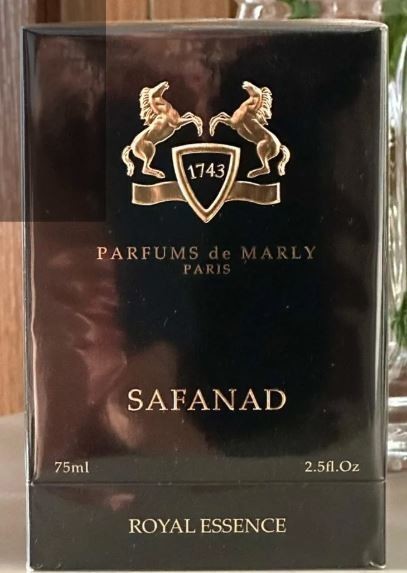 1743
PARFUMS de MARLY
PARIS
SAFANAD
75ml 2.5fl.Oz
ROYAL ESSENCE